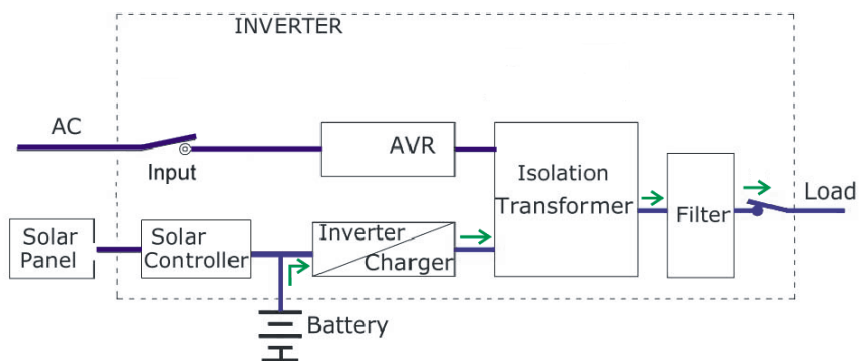 INVERTER
AC
Input
AVR
Isolation
Transformer
Filter
Load
Solar
Panel
Solar
Controller
Inverter
Charger
Battery